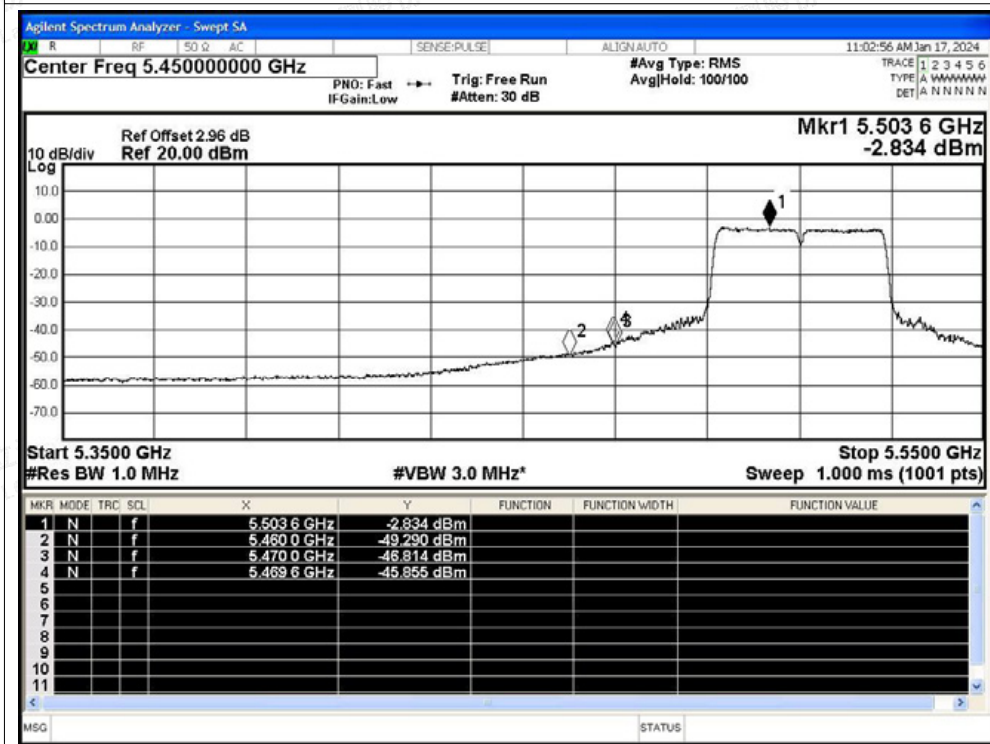 Agilent Spectrum Analyzer - Swept SA
R RF 50 Ω AC SENSE:PULSE ALIGN AUTO 11:02:56 AM Jan 17, 2024
Center Freq 5.450000000 GHz
#Avg Type: RMS
TRACE 1 2 3 4 5 6
PNO: Fast Trig: Free Run Avg|Hold: 100/100
TYPE A WWWWW
IFGain:Low #Atten: 30 dB
DET A N N N N N
Mkr1 5.503 6 GHz
Ref Offset 2.96 dB
10 dB/div Ref 20.00 dBm -2.834 dBm
Log
10.0
0.00
-10.0
-20.0
-30.0
-40.0
-50.0
-60.0
-70.0
1
2
4
3
Start 5.3500 GHz Stop 5.5500 GHz
#Res BW 1.0 MHz #VBW 3.0 MHz* Sweep 1.000 ms (1001 pts)
MKR MODE TRC SCL X Y FUNCTION FUNCTION WIDTH FUNCTION VALUE
1 N f 5.503 6 GHz -2.834 dBm
2 N f 5.460 0 GHz -49.290 dBm
3 N f 5.470 0 GHz -46.814 dBm
4 N f 5.469 6 GHz -45.855 dBm
5
6
7
8
9
10
11
MSG STATUS